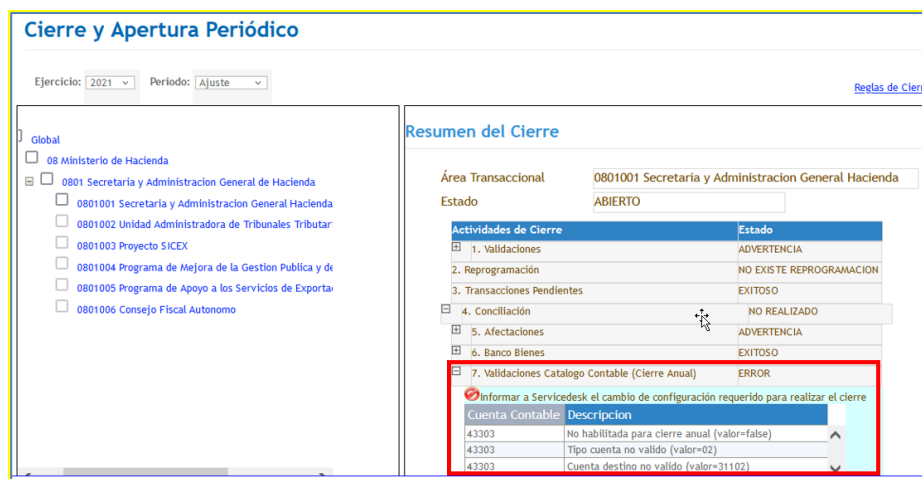 Cierre y Apertura Periódico
Ejercicio: 2021 Periodo: Ajuste
Reglas de Cier
Global
08 Ministerio de Hacienda
0801 Secretaria y Administracion General de Hacienda
0801001 Secretaria y Administracion General Hacienda
0801002 Unidad Administradora de Tribunales Tributar
0801003 Proyecto SICEX
0801004 Programa de Mejora de la Gestion Publica y de
0801005 Programa de Apoyo a los Servicios de Exporta
0801006 Consejo Fiscal Autonomo
Resumen del Cierre
Área Transaccional 0801001 Secretaria y Administracion General Hacienda
Estado ABIERTO
Actividades de Cierre Estado
1. Validaciones ADVERTENCIA
2. Reprogramación NO EXISTE REPROGRAMACION
3. Transacciones Pendientes EXITOSO
4. Conciliación NO REALIZADO
5. Afectaciones ADVERTENCIA
6. Banco Bienes EXITOSO
7. Validaciones Catalogo Contable (Cierre Anual) ERROR
Informar a Servicedesk el cambio de configuración requerido para realizar el cierre
Cuenta Contable Descripcion
43303 No habilitada para cierre anual (valor=false)
43303 Tipo cuenta no valido (valor=02)
43303 Cuenta destino no valido (valor=31102)